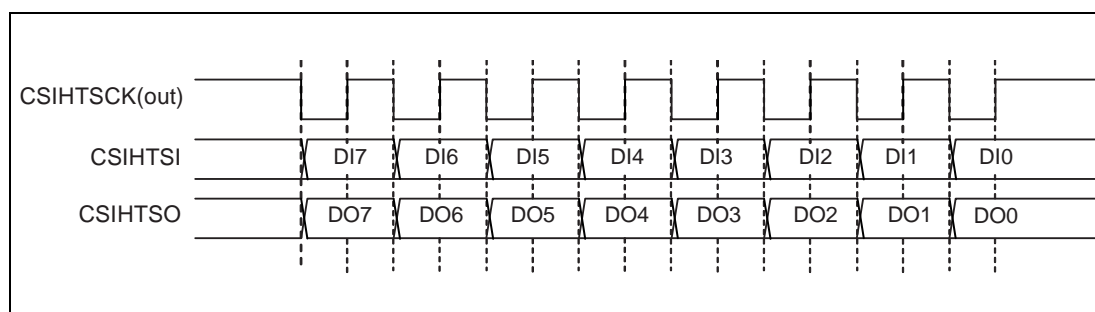 CSIHTSCK(out)
CSIHTSI DI7 DI6 DI5 DI4 DI3 DI2 DI1 DI0
CSIHTSO DO7 DO6 DO5 DO4 DO3 DO2 DO1 DO0